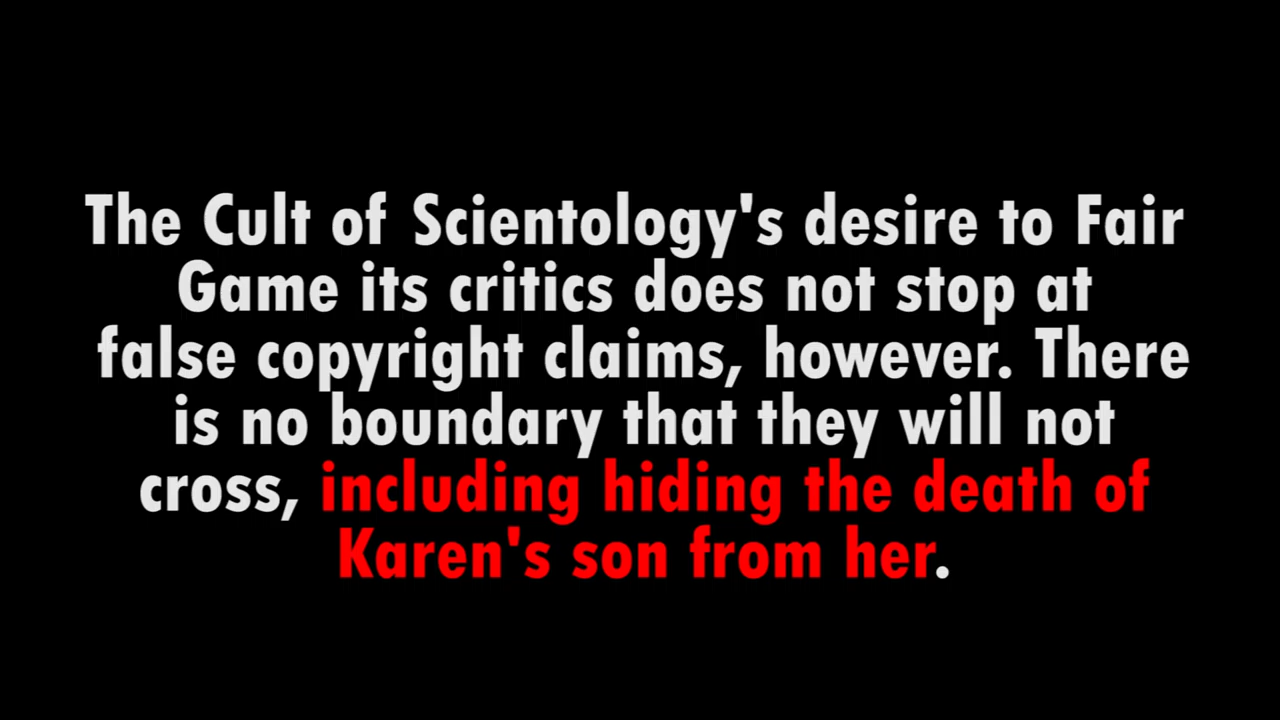 The Cult of Scientology's desire to Fair
Game its critics does not stop at
false copyright claims, however. There
is no boundary that they will not
cross, including hiding the death of
Karen's son from her.